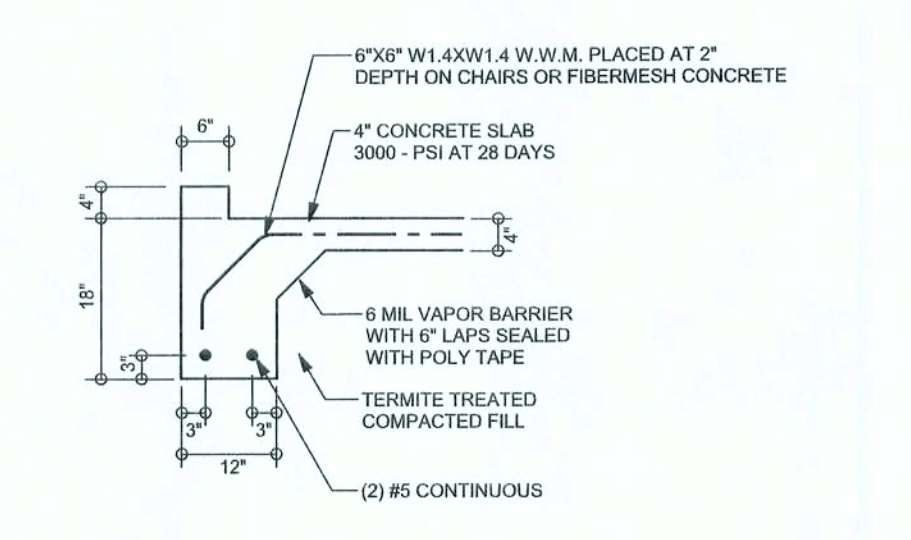 6"X6" W1.4XW1.4 W.W.M. PLACED AT 2"
DEPTH ON CHAIRS OR FIBERMESH CONCRETE
6"
4" CONCRETE SLAB
3000 - PSI AT 28 DAYS
4"
4"
18"
6 MIL VAPOR BARRIER
WITH 6" LAPS SEALED
WITH POLY TAPE
3"
TERMITE TREATED
COMPACTED FILL
3"
3"
12"
(2) #5 CONTINUOUS